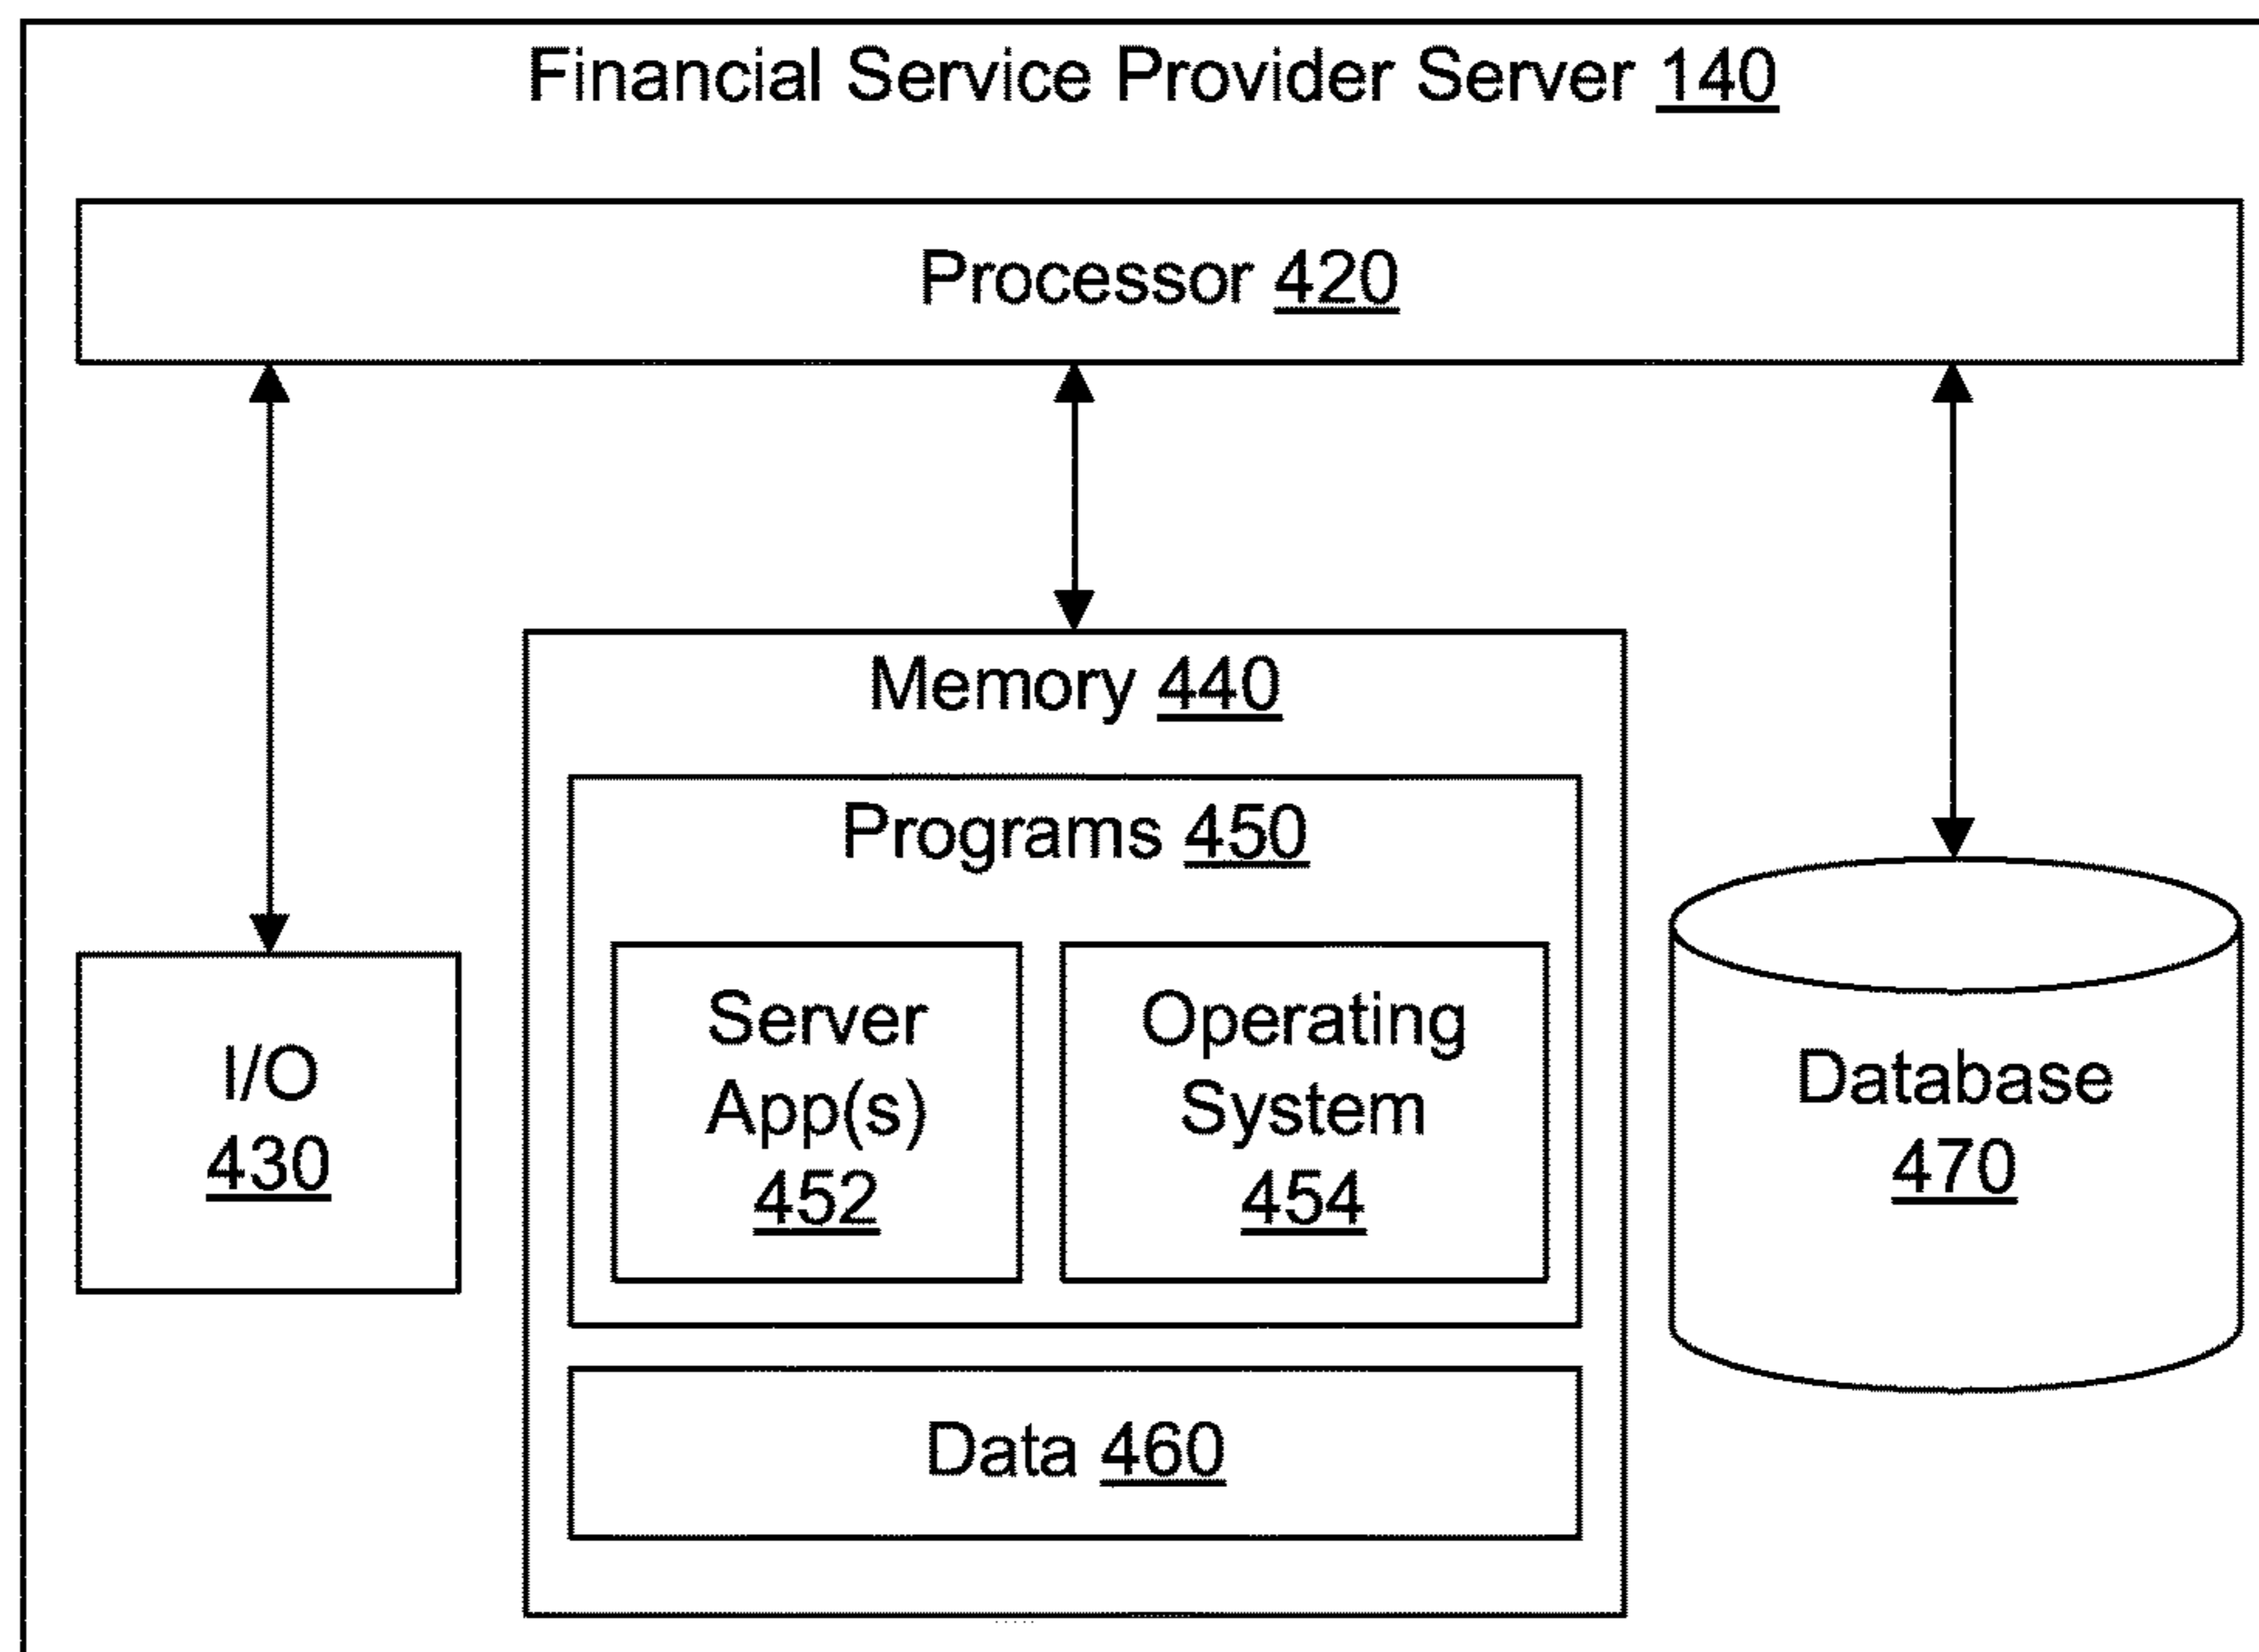 Financial Service Provider Server 140
Processor 420
Memory 440
Programs 450
Server
App(s)
452
Operating
System
454
Data 460
I/O
430
Database
470